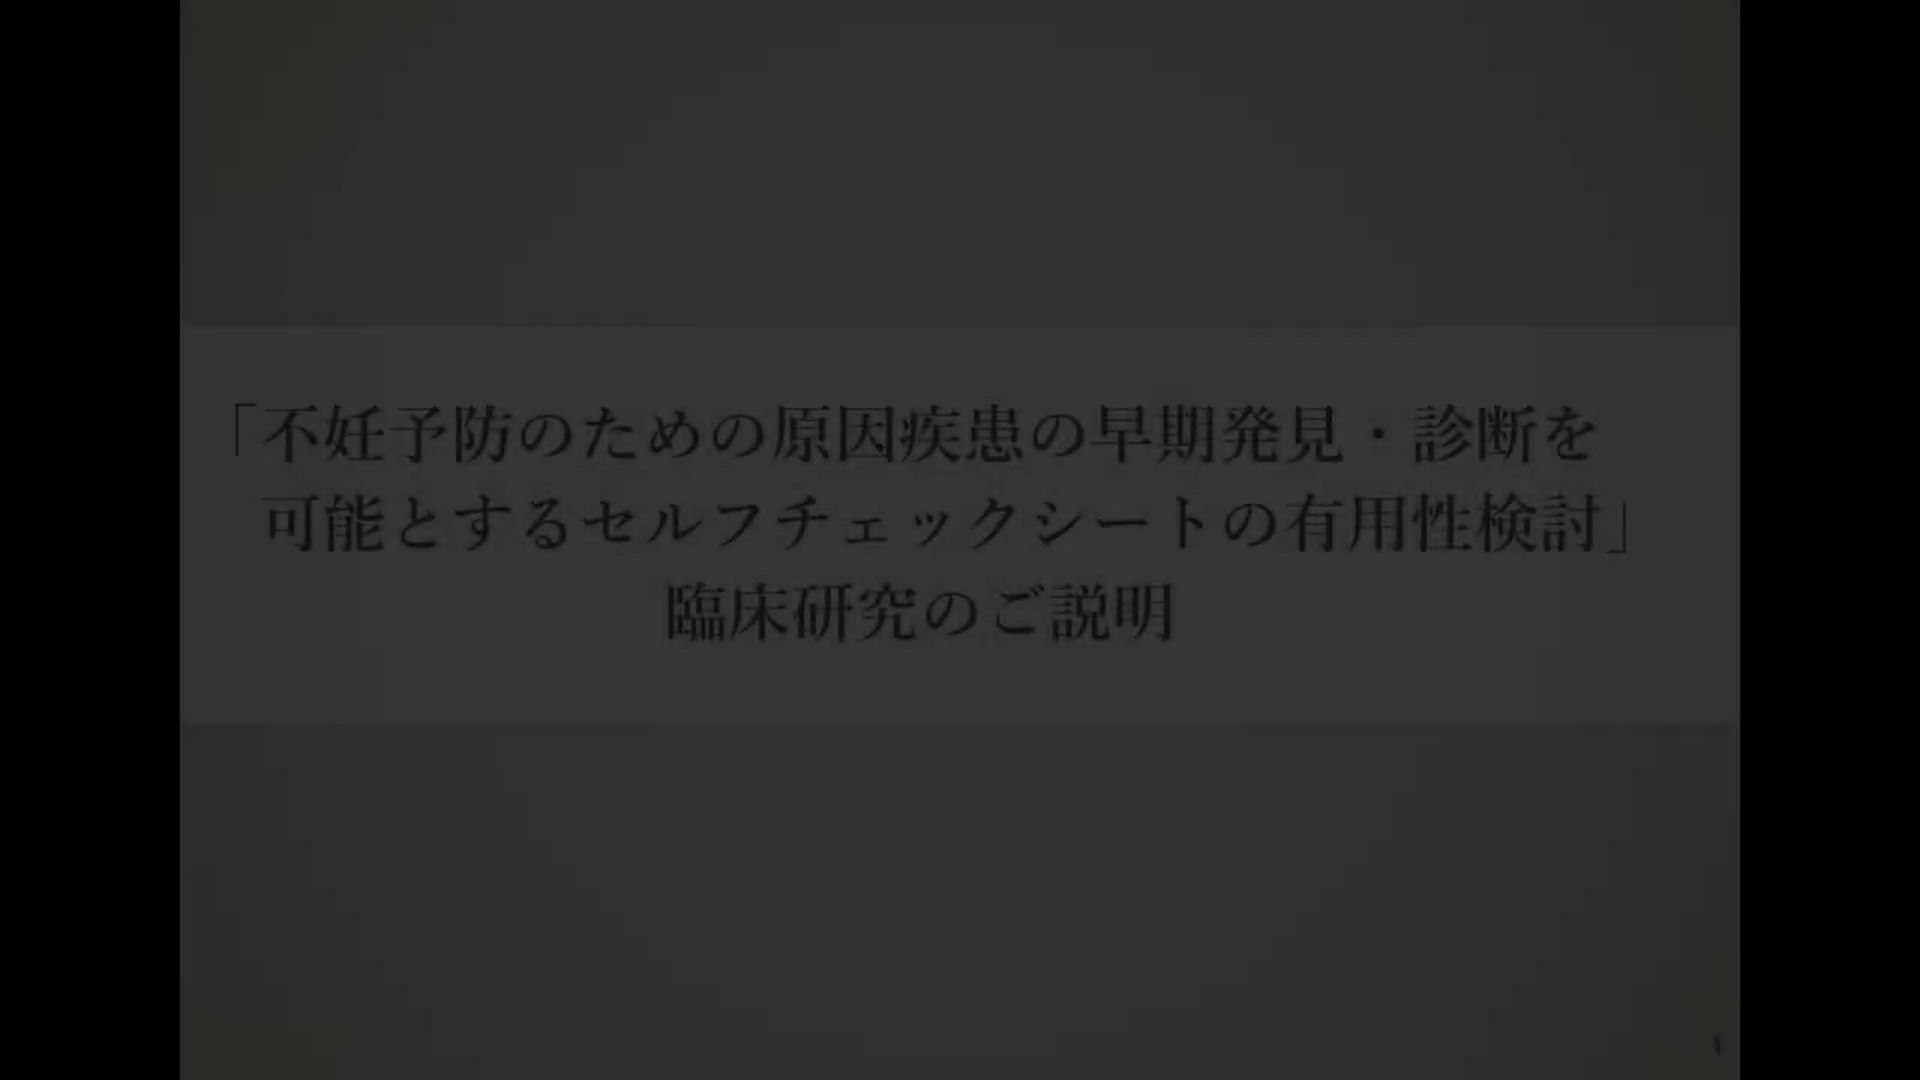 「不妊予防のための原因疾患の早期発見・診断を
可能とするセルフチェックシートの有用性検討」
臨床研究のご説明
1